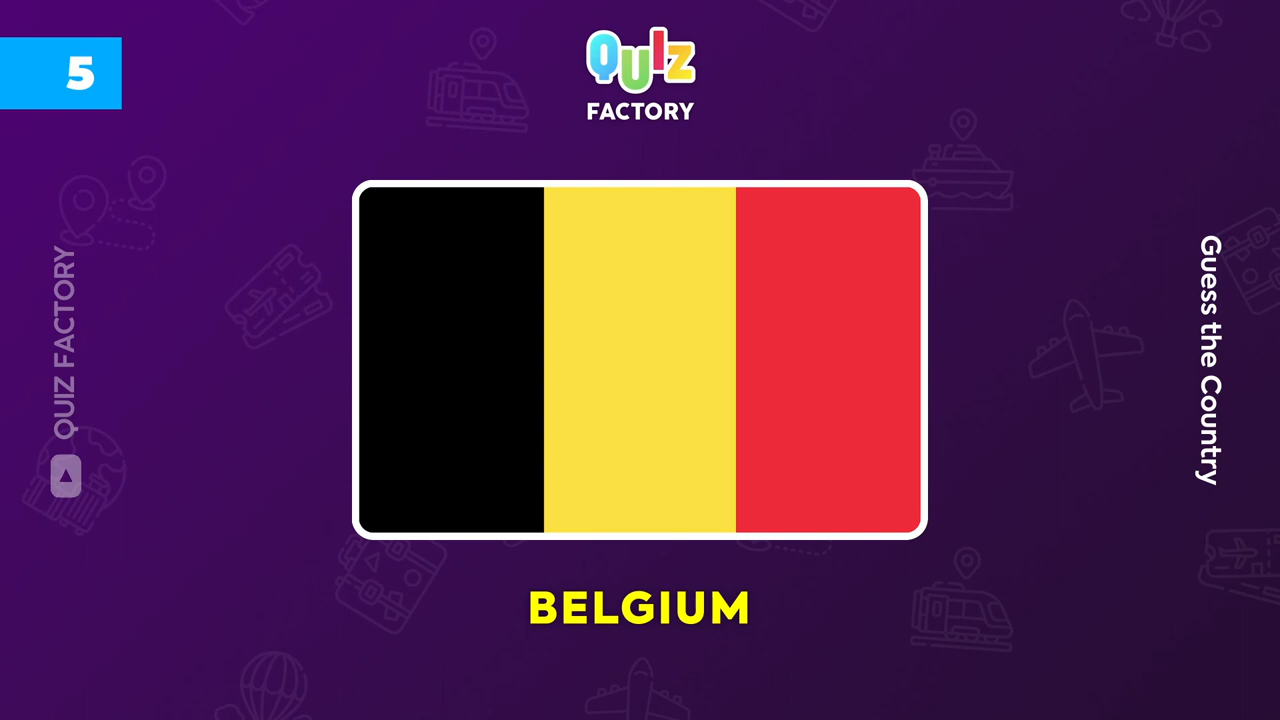 5
QUIZ
FACTORY
QUIZ FACTORY
Guess the Country
BELGIUM